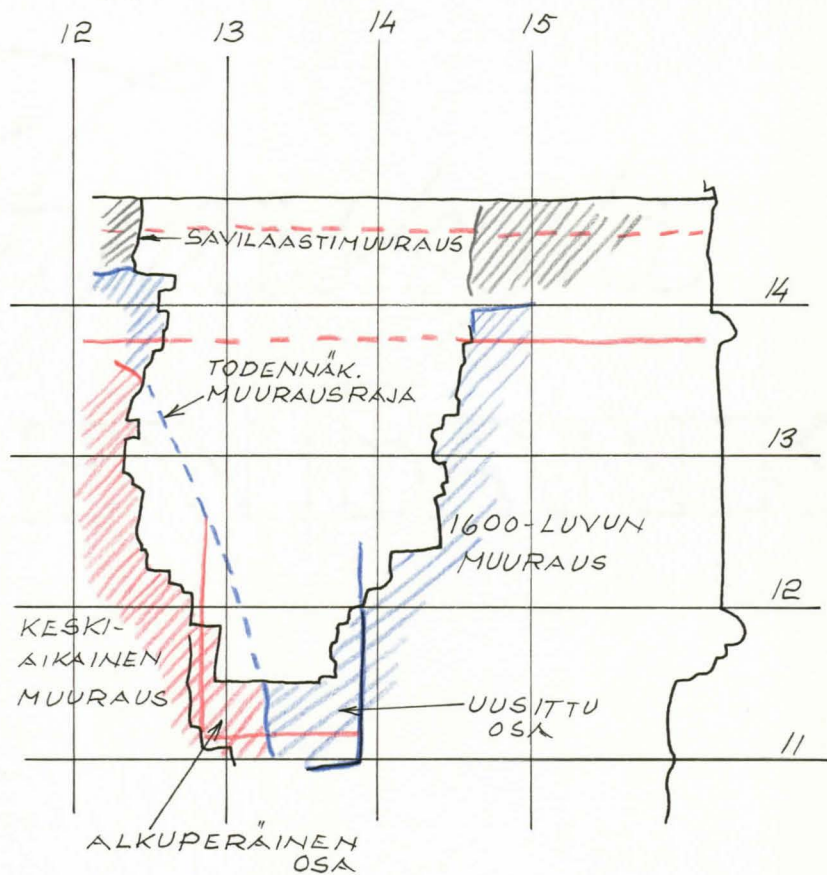 12 13 14 15
SAVILAASTIMUURAUS
14
TODENNÄK.
MUURAUSRAJA
13
1600-LUVUN
MUURAUS
12
KESKI-
AIKAINEN
MUURAUS
UUSITTU
OSA
11
ALKUPERÄINEN
OSA